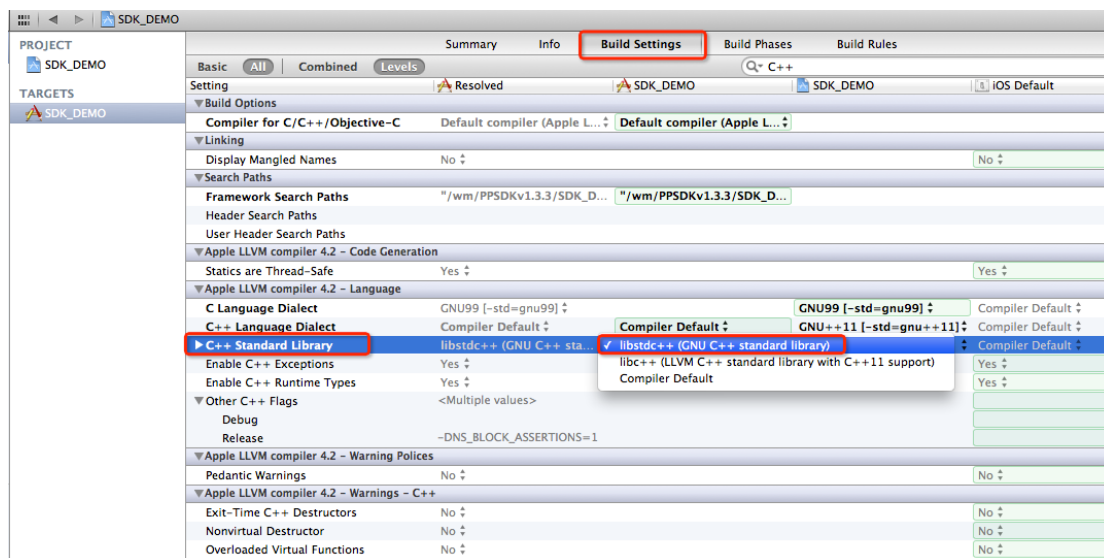 SDK_DEMO
PROJECT
SDK_DEMO
TARGETS
SDK_DEMO
Summary Info Build Settings Build Phases Build Rules
Basic All Combined Levels C++
Setting Resolved SDK_DEMO SDK_DEMO iOS Default
Build Options
Compiler for C/C++/Objective-C Default compiler (Apple L... Default compiler (Apple L...
Linking
Display Mangled Names No No
Search Paths
Framework Search Paths "/wm/PPSDKv1.3.3/SDK_D... "/wm/PPSDKv1.3.3/SDK_D...
Header Search Paths
User Header Search Paths
Apple LLVM compiler 4.2 - Code Generation
Statics are Thread-Safe Yes Yes
Apple LLVM compiler 4.2 - Language
C Language Dialect GNU99 [-std=gnu99] GNU99 [-std=gnu99] Compiler Default
C++ Language Dialect Compiler Default Compiler Default GNU++11 [-std=gnu++11] Compiler Default
C++ Standard Library libstdc++ (GNU C++ sta... ✓ libstdc++ (GNU C++ standard library) Compiler Default
libc++ (LLVM C++ standard library with C++11 support)
Compiler Default
Enable C++ Exceptions Yes Yes
Enable C++ Runtime Types Yes Yes
Other C++ Flags <Multiple values>
Debug
Release -DNS_BLOCK_ASSERTIONS=1
Apple LLVM compiler 4.2 - Warning Polices
Pedantic Warnings No No
Apple LLVM compiler 4.2 - Warnings - C++
Exit-Time C++ Destructors No No
Nonvirtual Destructor No No
Overloaded Virtual Functions No No